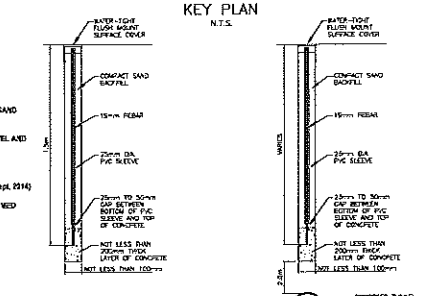 KEY PLAN
N.T.S.
WATER-TIGHT
FLUSH MOUNT
SURFACE COVER
COMPACT SAND
BACKFILL
15mm REBAR
25mm DIA.
PVC SLEEVE
1.5m
25mm TO 50mm
GAP BETWEEN
BOTTOM OF PVC
SLEEVE AND TOP
OF CONCRETE
NOT LESS THAN
200mm THICK
LAYER OF CONCRETE
NOT LESS THAN 100mm
WATER-TIGHT
FLUSH MOUNT
SURFACE COVER
COMPACT SAND
BACKFILL
15mm REBAR
25mm DIA.
PVC SLEEVE
VARIES
25mm TO 50mm
GAP BETWEEN
BOTTOM OF PVC
SLEEVE AND TOP
OF CONCRETE
NOT LESS THAN
200mm THICK
LAYER OF CONCRETE
NOT LESS THAN 100mm
2.0m
SAND
AND
2014)